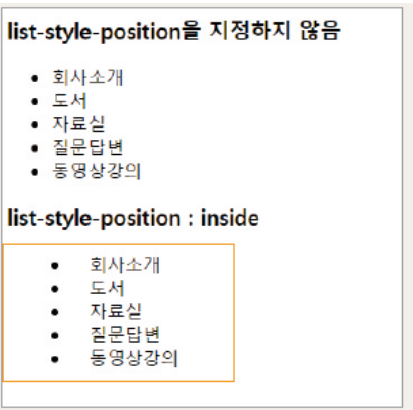 list-style-position을 지정하지 않음
• 회사소개
• 도서
• 자료실
• 질문답변
• 동영상강의
list-style-position : inside
• 회사소개
• 도서
• 자료실
• 질문답변
• 동영상강의